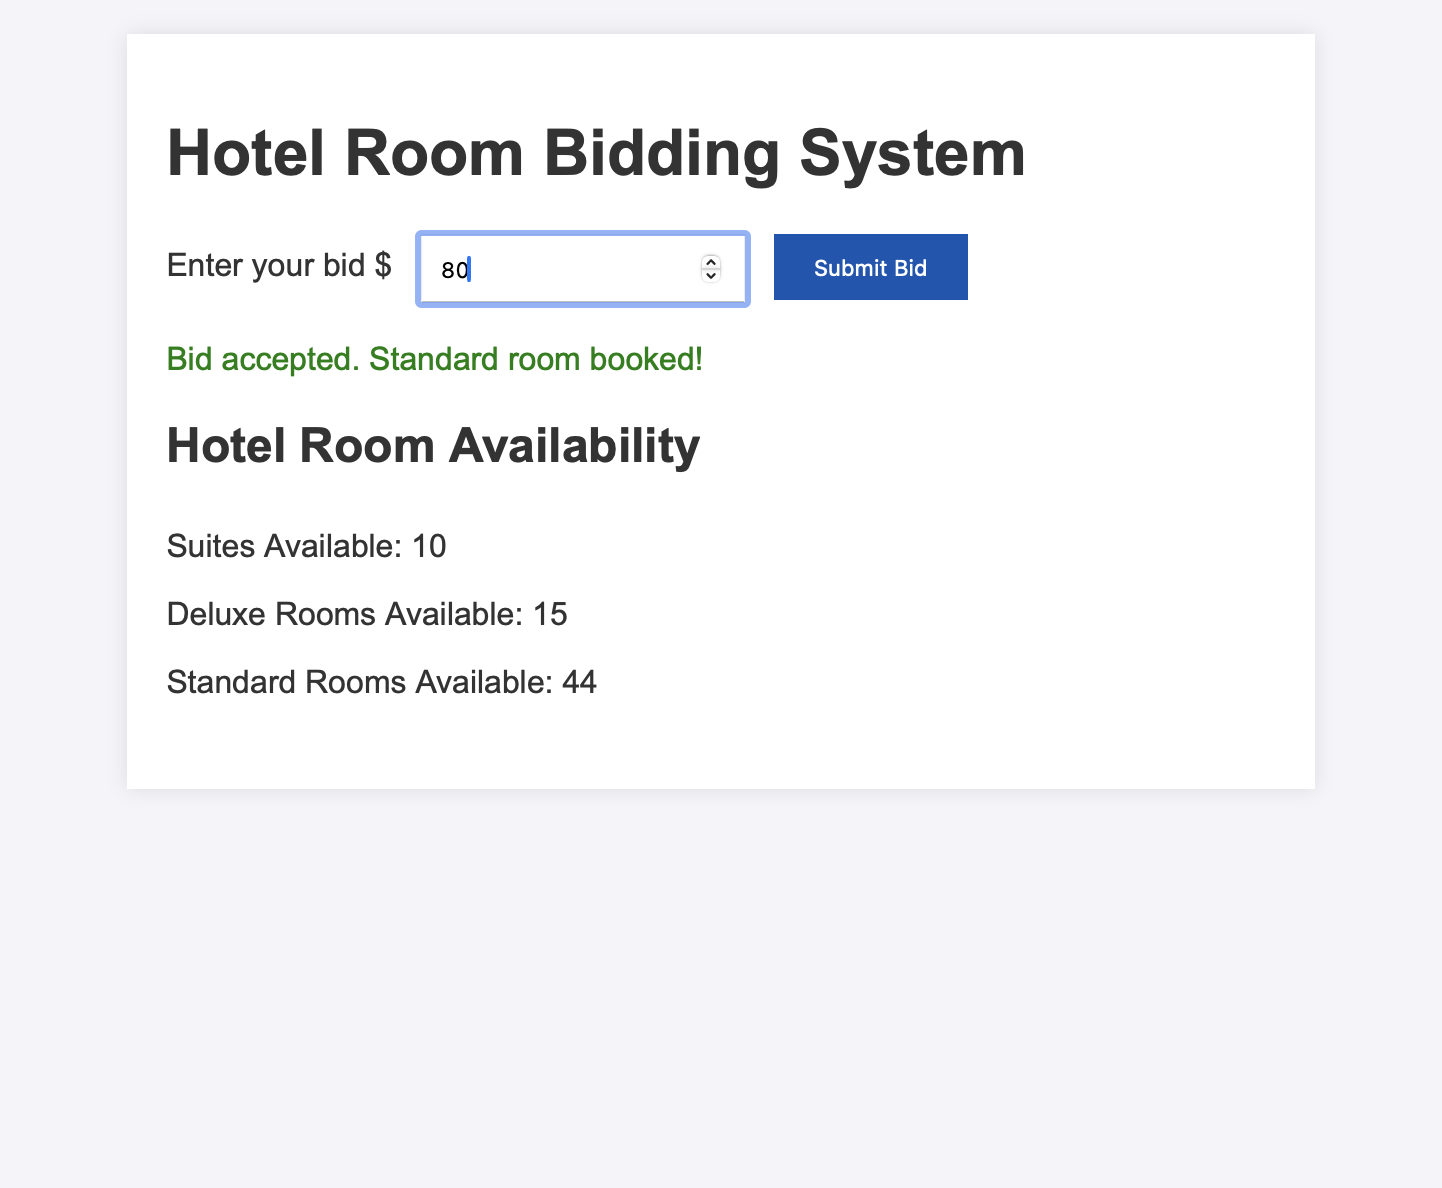 Hotel Room Bidding System
Enter your bid $ 80 Submit Bid
Bid accepted. Standard room booked!
Hotel Room Availability
Suites Available: 10
Deluxe Rooms Available: 15
Standard Rooms Available: 44